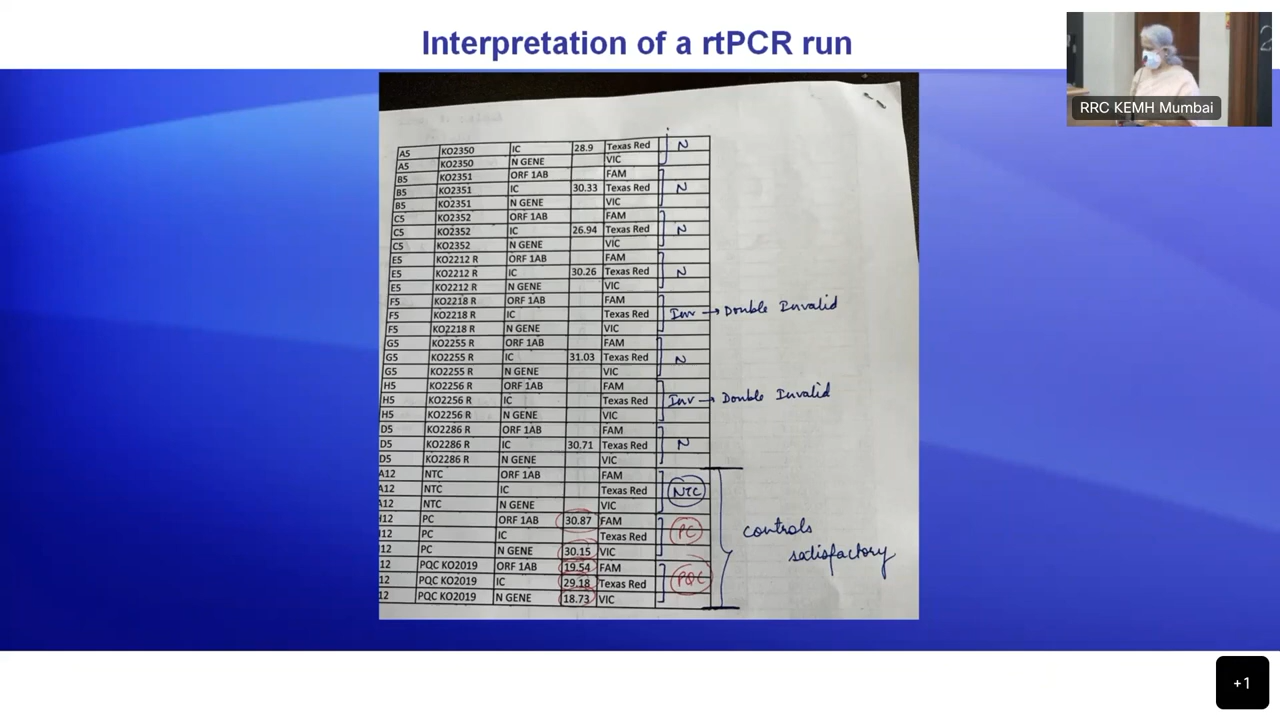 Interpretation of a rtPCR run
RRC KEMH Mumbai
A5 KO2350 IC 28.9 Texas Red N
A5 KO2350 N GENE VIC
B5 KO2351 ORF 1AB FAM
B5 KO2351 IC 30.33 Texas Red N
B5 KO2351 N GENE VIC
C5 KO2352 ORF 1AB FAM
C5 KO2352 IC 26.94 Texas Red N
C5 KO2352 N GENE VIC
E5 KO2212 R ORF 1AB FAM
E5 KO2212 R IC 30.26 Texas Red N
E5 KO2212 R N GENE VIC
F5 KO2218 R ORF 1AB FAM
F5 KO2218 R IC Texas Red Inv → Double Invalid
F5 KO2218 R N GENE VIC
G5 KO2255 R ORF 1AB FAM
G5 KO2255 R IC 31.03 Texas Red N
G5 KO2255 R N GENE VIC
H5 KO2256 R ORF 1AB FAM
H5 KO2256 R IC Texas Red Inv → Double Invalid
H5 KO2256 R N GENE VIC
D5 KO2286 R ORF 1AB FAM
D5 KO2286 R IC 30.71 Texas Red N
D5 KO2286 R N GENE VIC
A12 NTC ORF 1AB FAM
A12 NTC IC Texas Red NTC
A12 NTC N GENE VIC
PC ORF 1AB 30.87 FAM
12 PC IC Texas Red PC
12 PC N GENE 30.15 VIC
12 PQC KO2019 ORF 1AB 19.54 FAM
12 PQC KO2019 IC 29.18 Texas Red PQC
12 PQC KO2019 N GENE 18.73 VIC
controls
satisfactory
+1